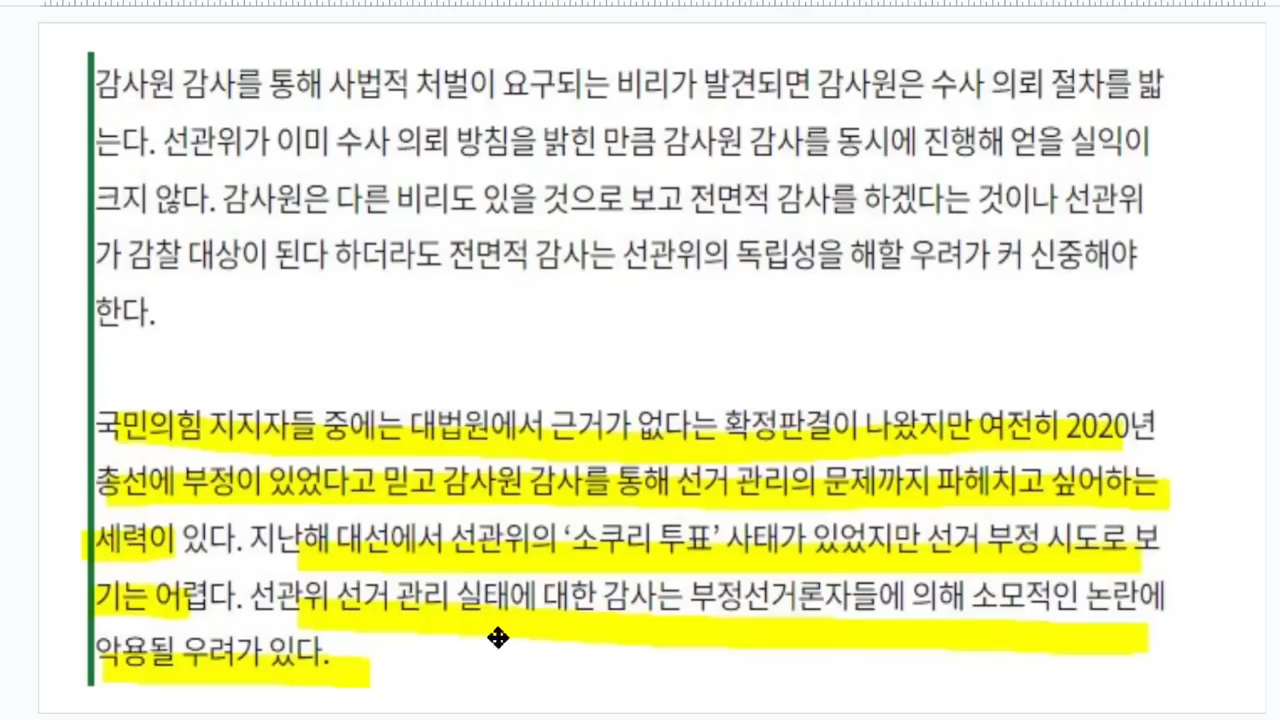 감사원 감사를 통해 사법적 처벌이 요구되는 비리가 발견되면 감사원은 수사 의뢰 절차를 밟
는다. 선관위가 이미 수사 의뢰 방침을 밝힌 만큼 감사원 감사를 동시에 진행해 얻을 실익이
크지 않다. 감사원은 다른 비리도 있을 것으로 보고 전면적 감사를 하겠다는 것이나 선관위
가 감찰 대상이 된다 하더라도 전면적 감사는 선관위의 독립성을 해할 우려가 커 신중해야
한다.
국민의힘 지지자들 중에는 대법원에서 근거가 없다는 확정판결이 나왔지만 여전히 2020년
총선에 부정이 있었다고 믿고 감사원 감사를 통해 선거 관리의 문제까지 파헤치고 싶어하는
세력이 있다. 지난해 대선에서 선관위의 ‘소쿠리 투표’ 사태가 있었지만 선거 부정 시도로 보
기는 어렵다. 선관위 선거 관리 실태에 대한 감사는 부정선거론자들에 의해 소모적인 논란에
악용될 우려가 있다.